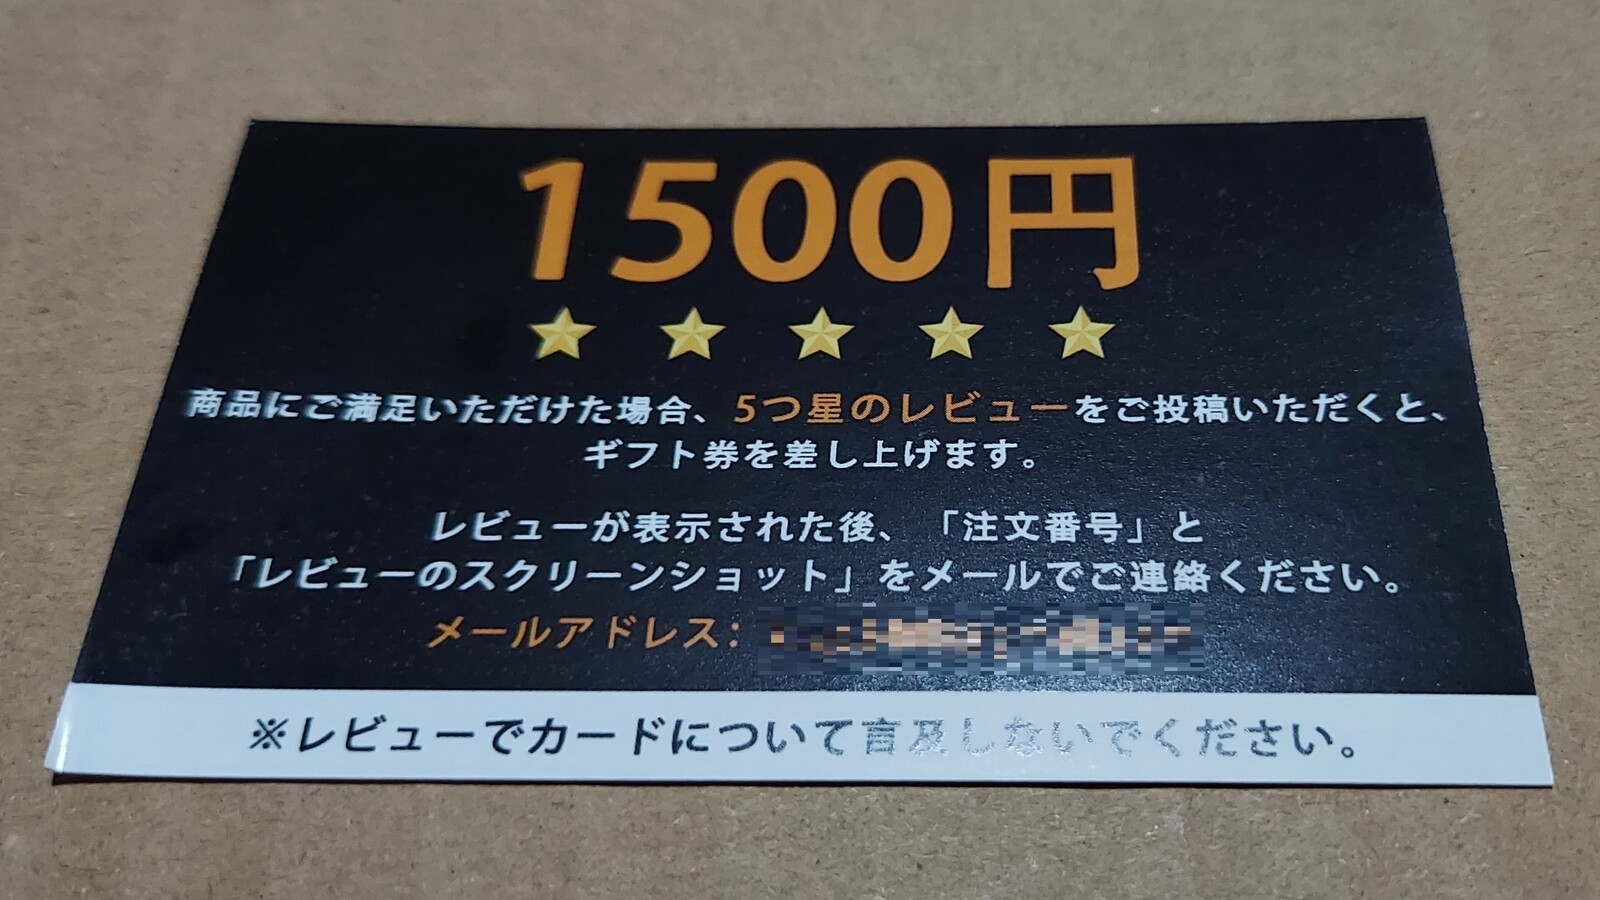 1500円
商品にご満足いただけた場合、5つ星のレビューをご投稿いただくと、
ギフト券を差し上げます。
レビューが表示された後、「注文番号」と
「レビューのスクリーンショット」をメールでご連絡ください。
メールアドレス：
※レビューでカードについて言及しないでください。